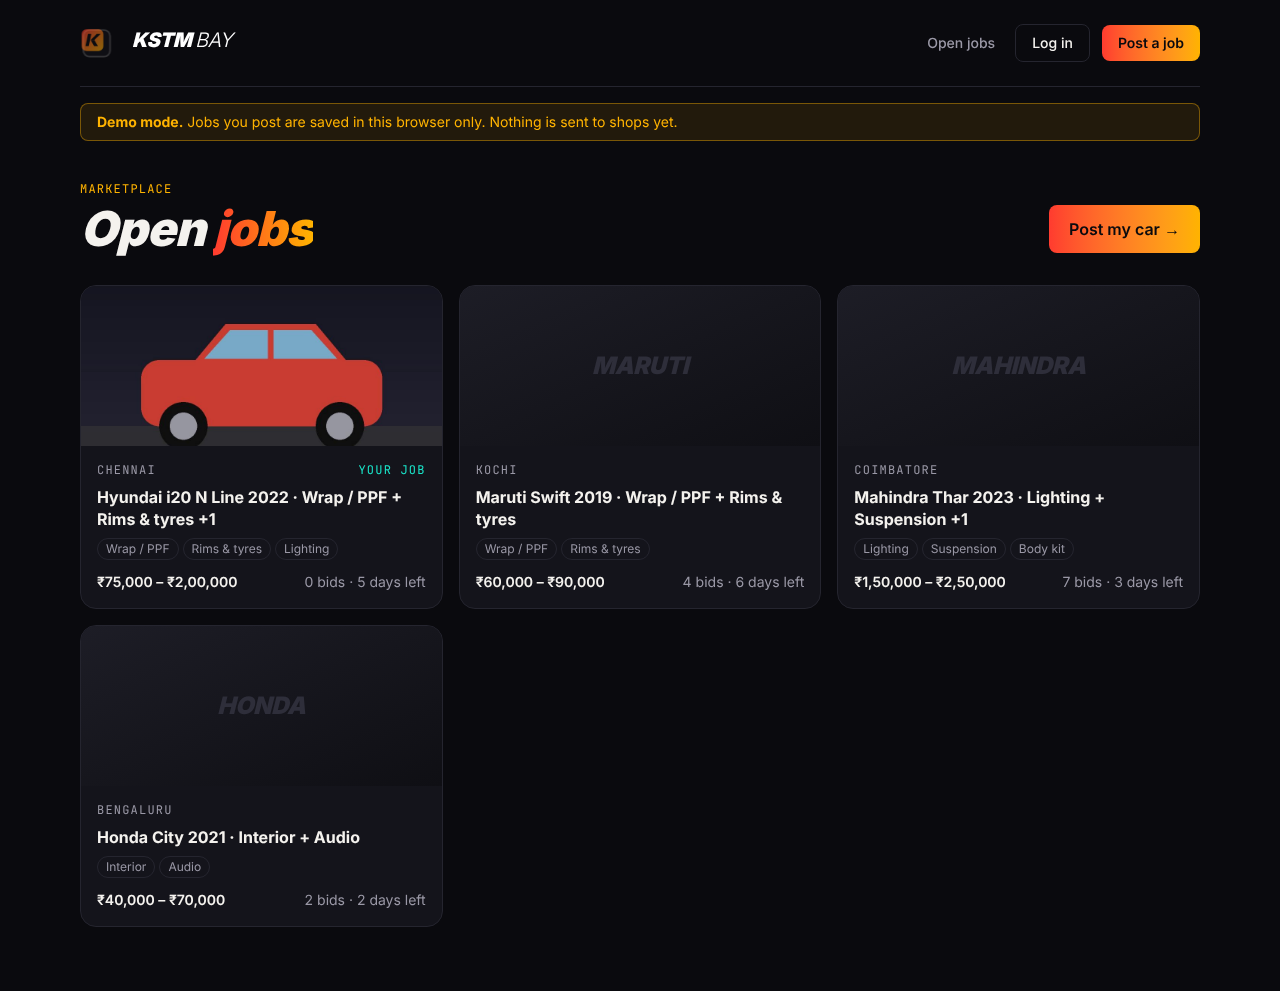 K
KSTM BAY
Open jobs
Log in
Post a job
Demo mode. Jobs you post are saved in this browser only. Nothing is sent to shops yet.
MARKETPLACE
Open jobs
Post my car →
CHENNAI
YOUR JOB
Hyundai i20 N Line 2022 · Wrap / PPF +
Rims & tyres +1
Wrap / PPF
Rims & tyres
Lighting
₹75,000 – ₹2,00,000
0 bids · 5 days left
MARUTI
KOCHI
Maruti Swift 2019 · Wrap / PPF + Rims &
tyres
Wrap / PPF
Rims & tyres
₹60,000 – ₹90,000
4 bids · 6 days left
MAHINDRA
COIMBATORE
Mahindra Thar 2023 · Lighting +
Suspension +1
Lighting
Suspension
Body kit
₹1,50,000 – ₹2,50,000
7 bids · 3 days left
HONDA
BENGALURU
Honda City 2021 · Interior + Audio
Interior
Audio
₹40,000 – ₹70,000
2 bids · 2 days left